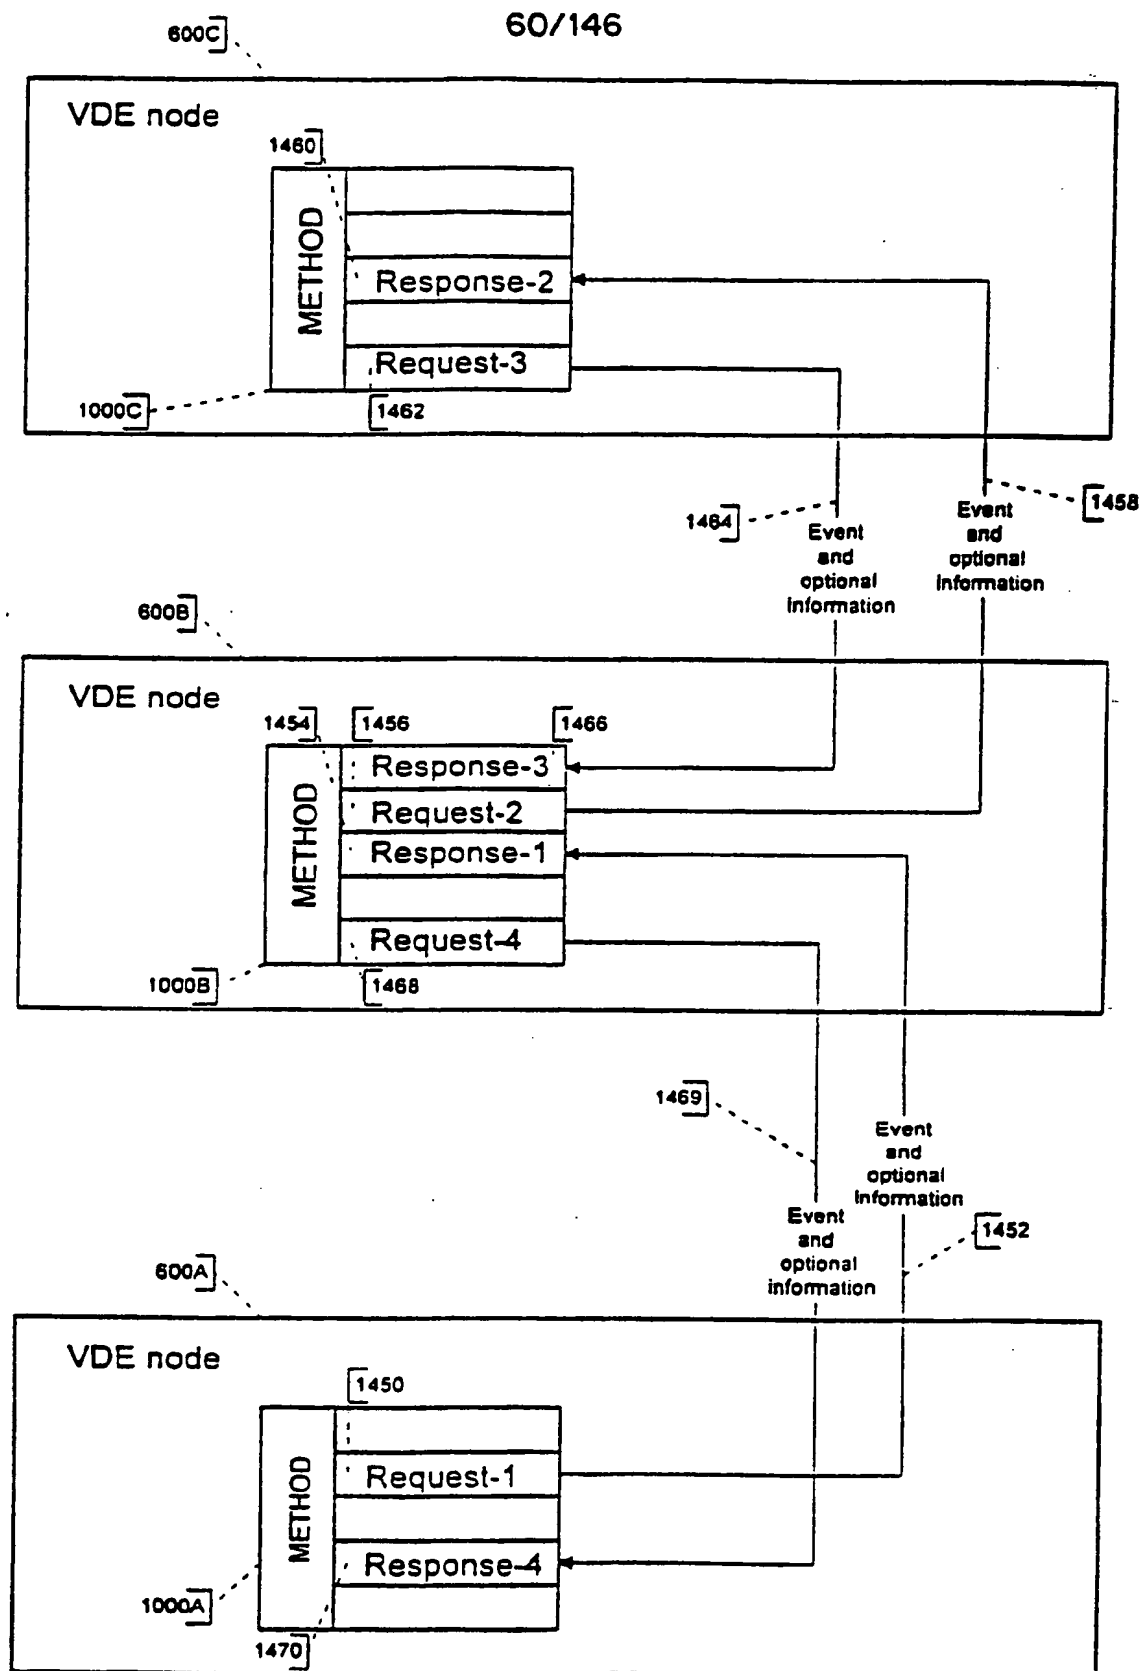 60/146
600C
VDE node
1460
METHOD
Response-2
Request-3
1000C
1462
1464
Event
and
optional
information
Event
and
optional
information
1458
600B
VDE node
1454
1456
1466
METHOD
Response-3
Request-2
Response-1
Request-4
1000B
1468
1469
Event
and
optional
information
Event
and
optional
information
1452
600A
VDE node
1450
METHOD
Request-1
Response-4
1000A
1470